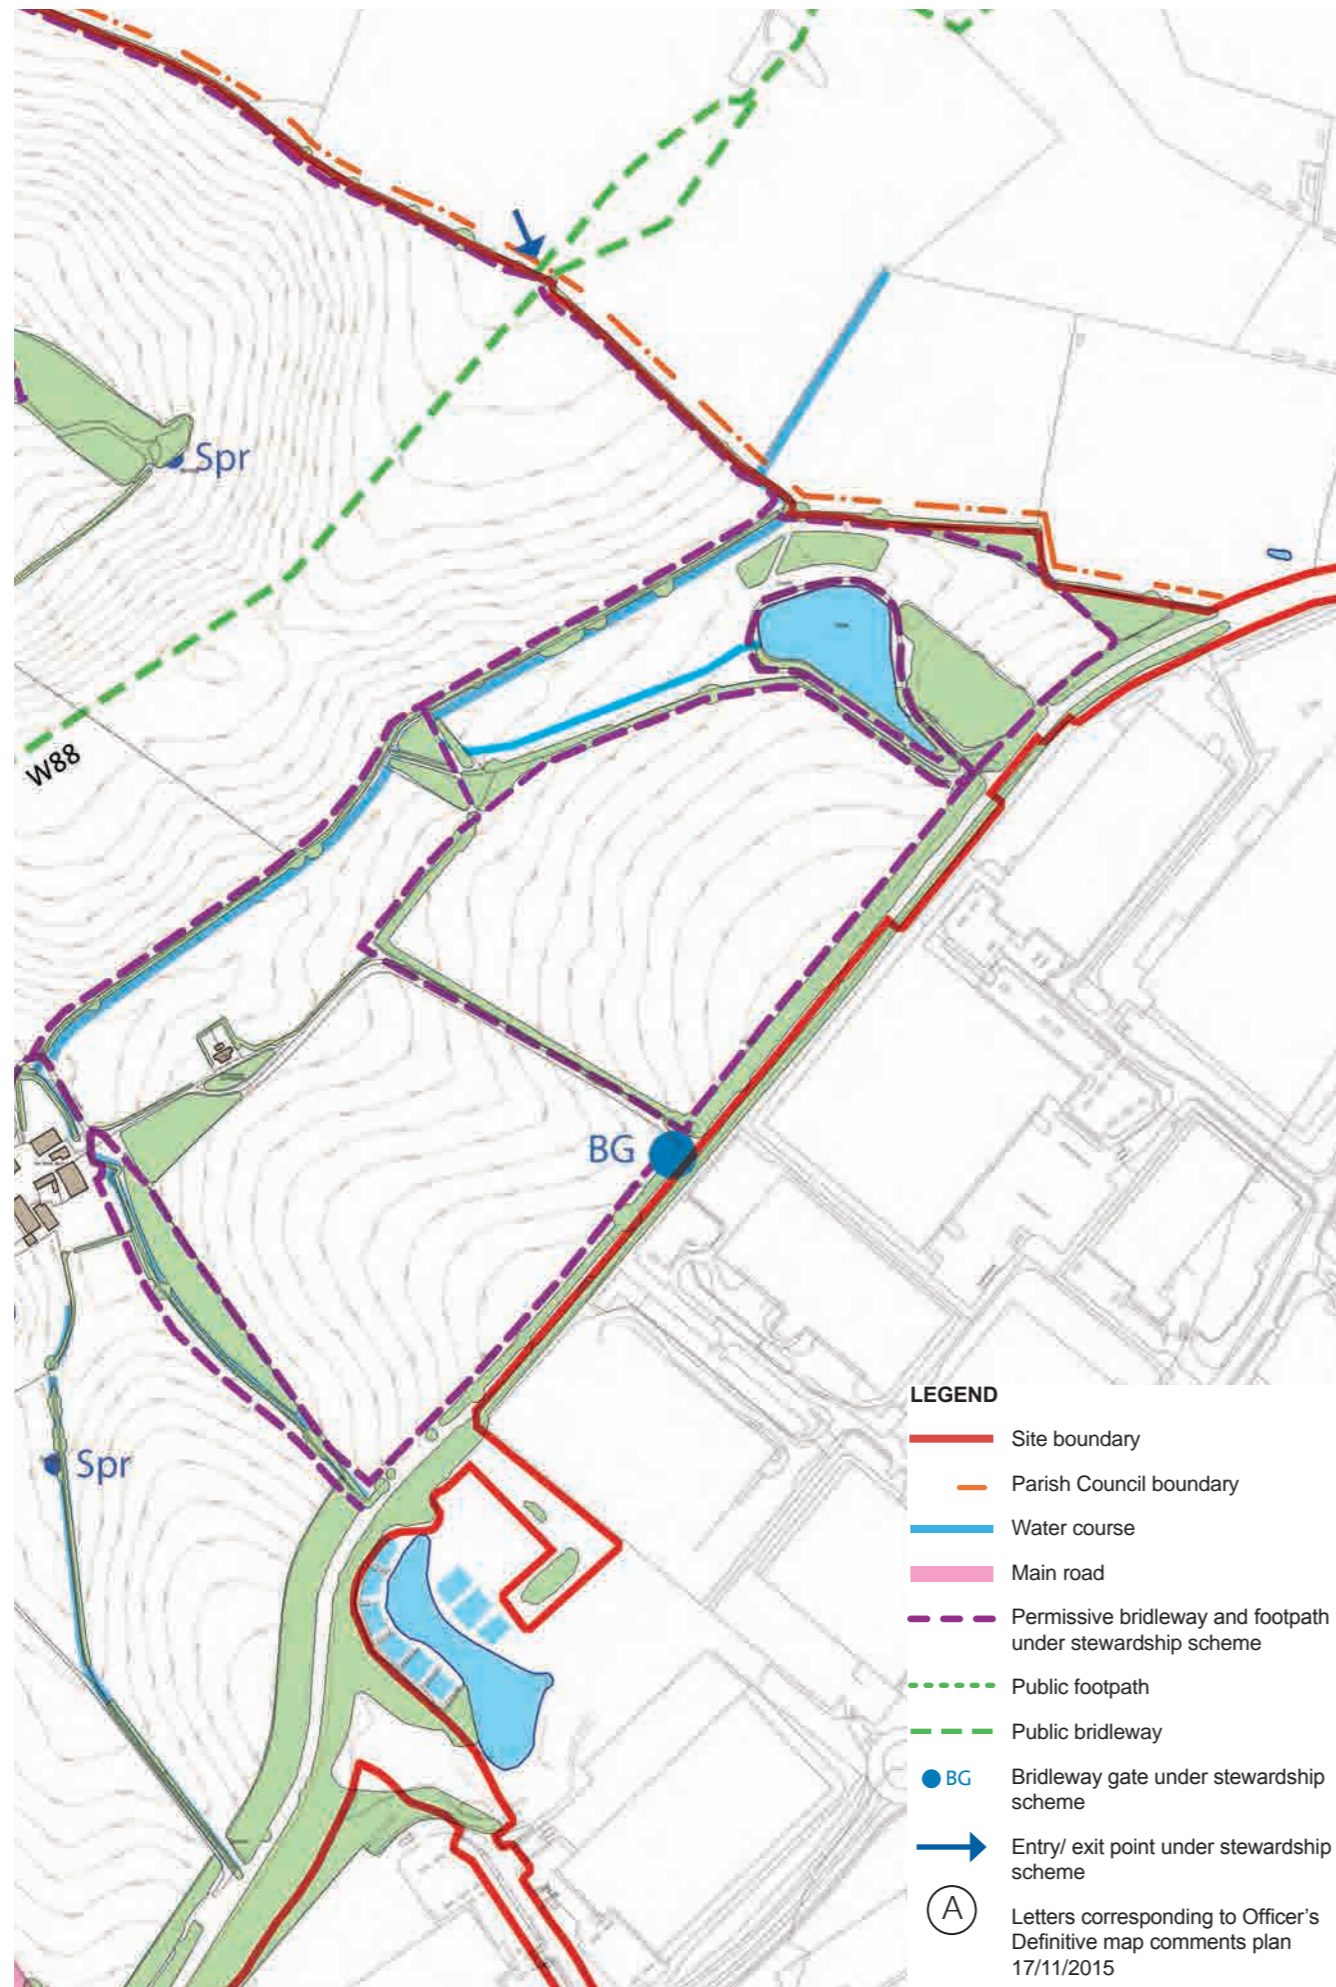 Spr
W88
BG
Spr
LEGEND
Site boundary
Parish Council boundary
Water course
Main road
Permissive bridleway and footpath
under stewardship scheme
Public footpath
Public bridleway
BG
Bridleway gate under stewardship
scheme
Entry/ exit point under stewardship
scheme
A
Letters corresponding to Officer’s
Definitive map comments plan
17/11/2015